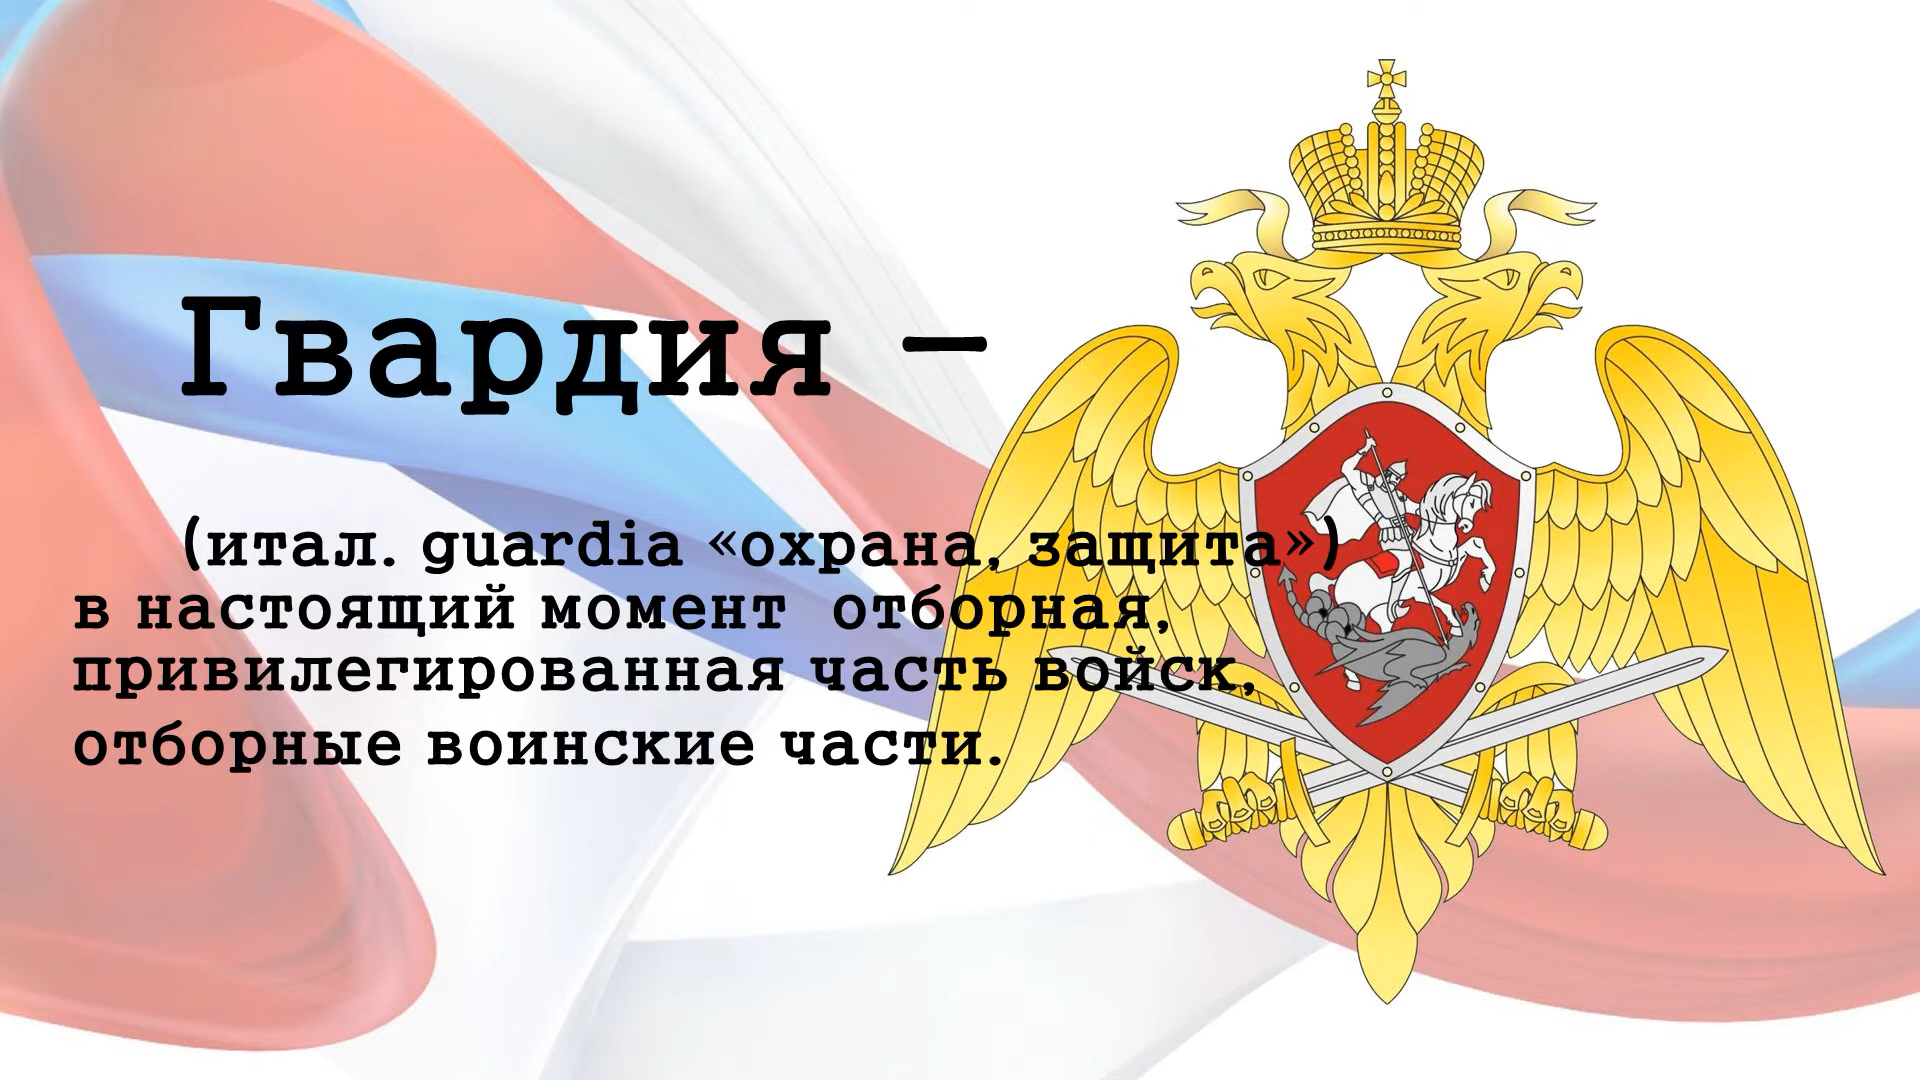 Гвардия –
(итал. guardia «охрана, защита»)
в настоящий момент отборная,
привилегированная часть войск,
отборные воинские части.